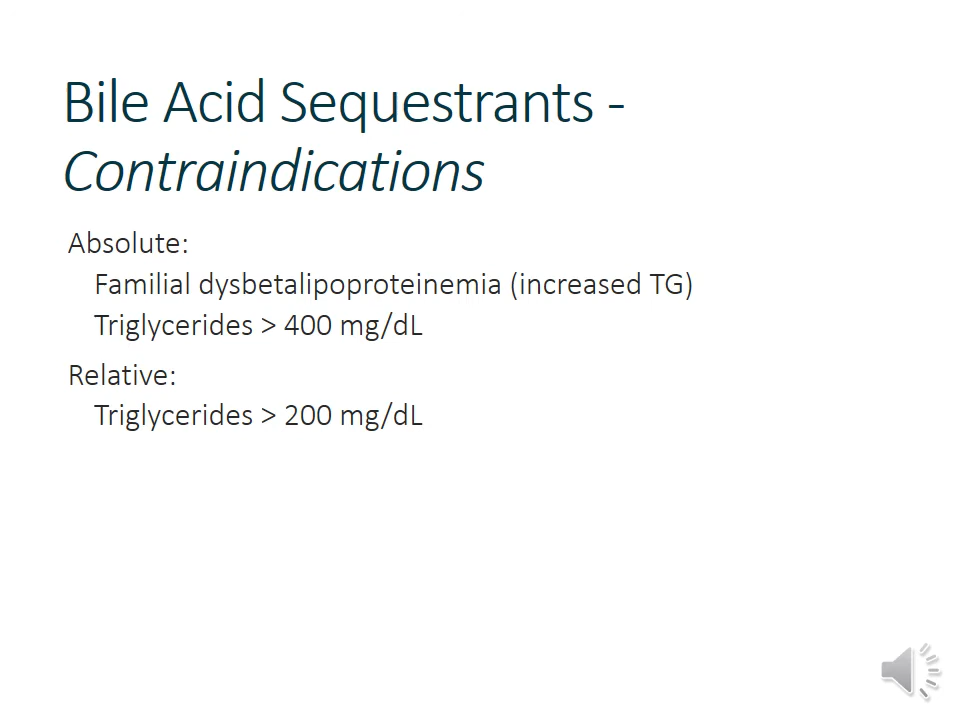 Bile Acid Sequestrants -
Contraindications
Absolute:
Familial dysbetalipoproteinemia (increased TG)
Triglycerides > 400 mg/dL
Relative:
Triglycerides > 200 mg/dL